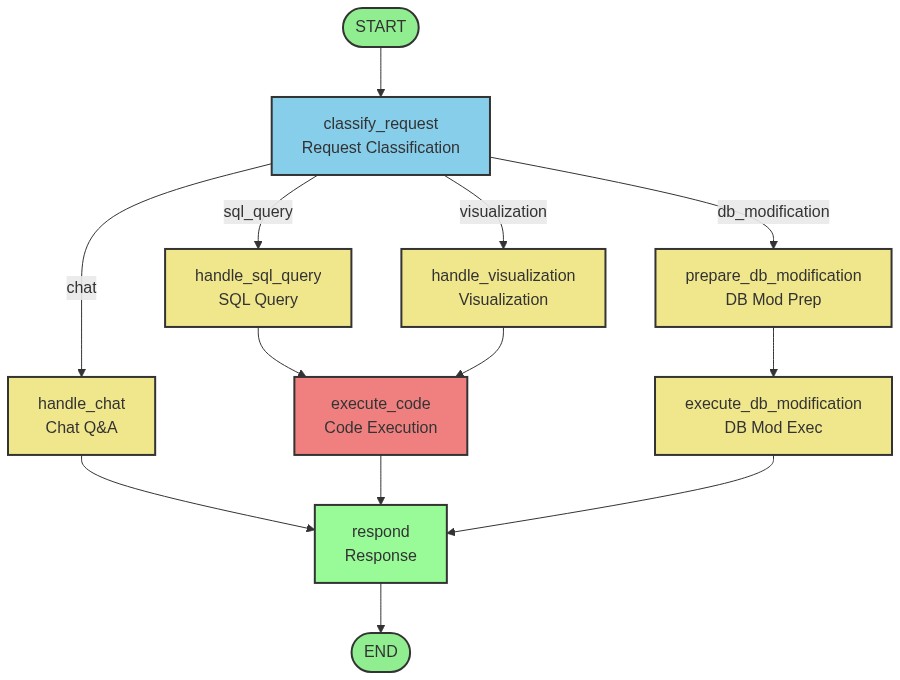 START
classify_request
Request Classification
sql_query
visualization
db_modification
handle_sql_query
SQL Query
handle_visualization
Visualization
prepare_db_modification
DB Mod Prep
chat
handle_chat
Chat Q&A
execute_code
Code Execution
execute_db_modification
DB Mod Exec
respond
Response
END